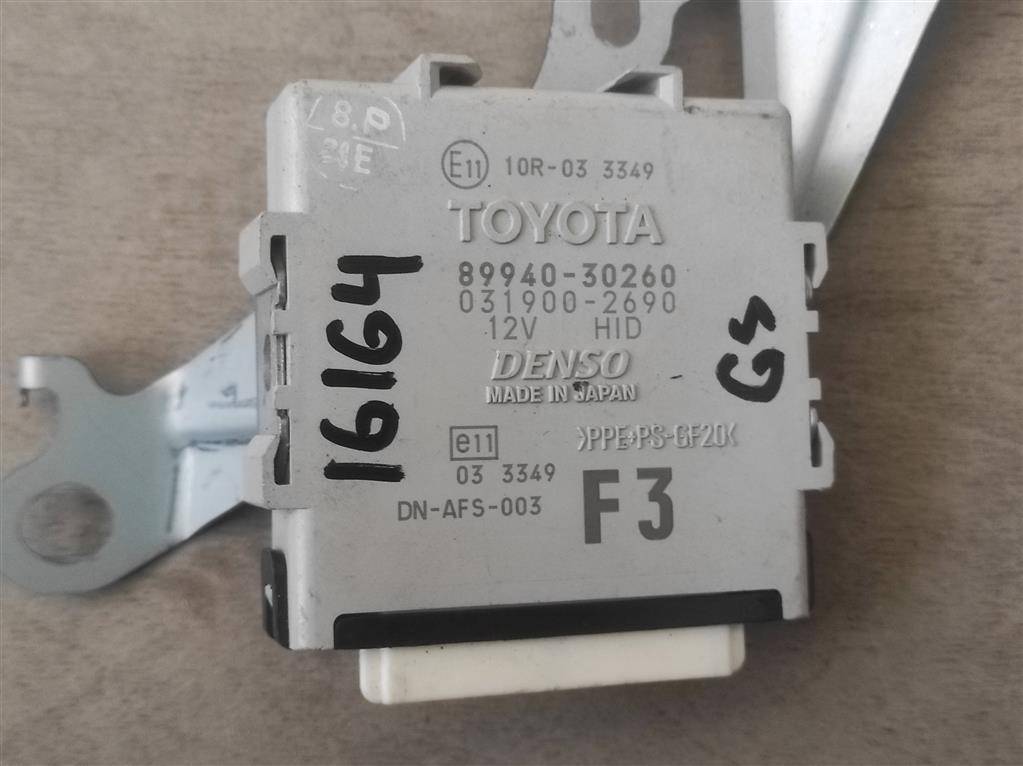 E11 10R-03 3349
TOYOTA
89940-30260
031900-2690
12V HID
DENSO
MADE IN JAPAN
>PPE+PS-GF20<
e11
03 3349
DN-AFS-003
F3
16164
GS